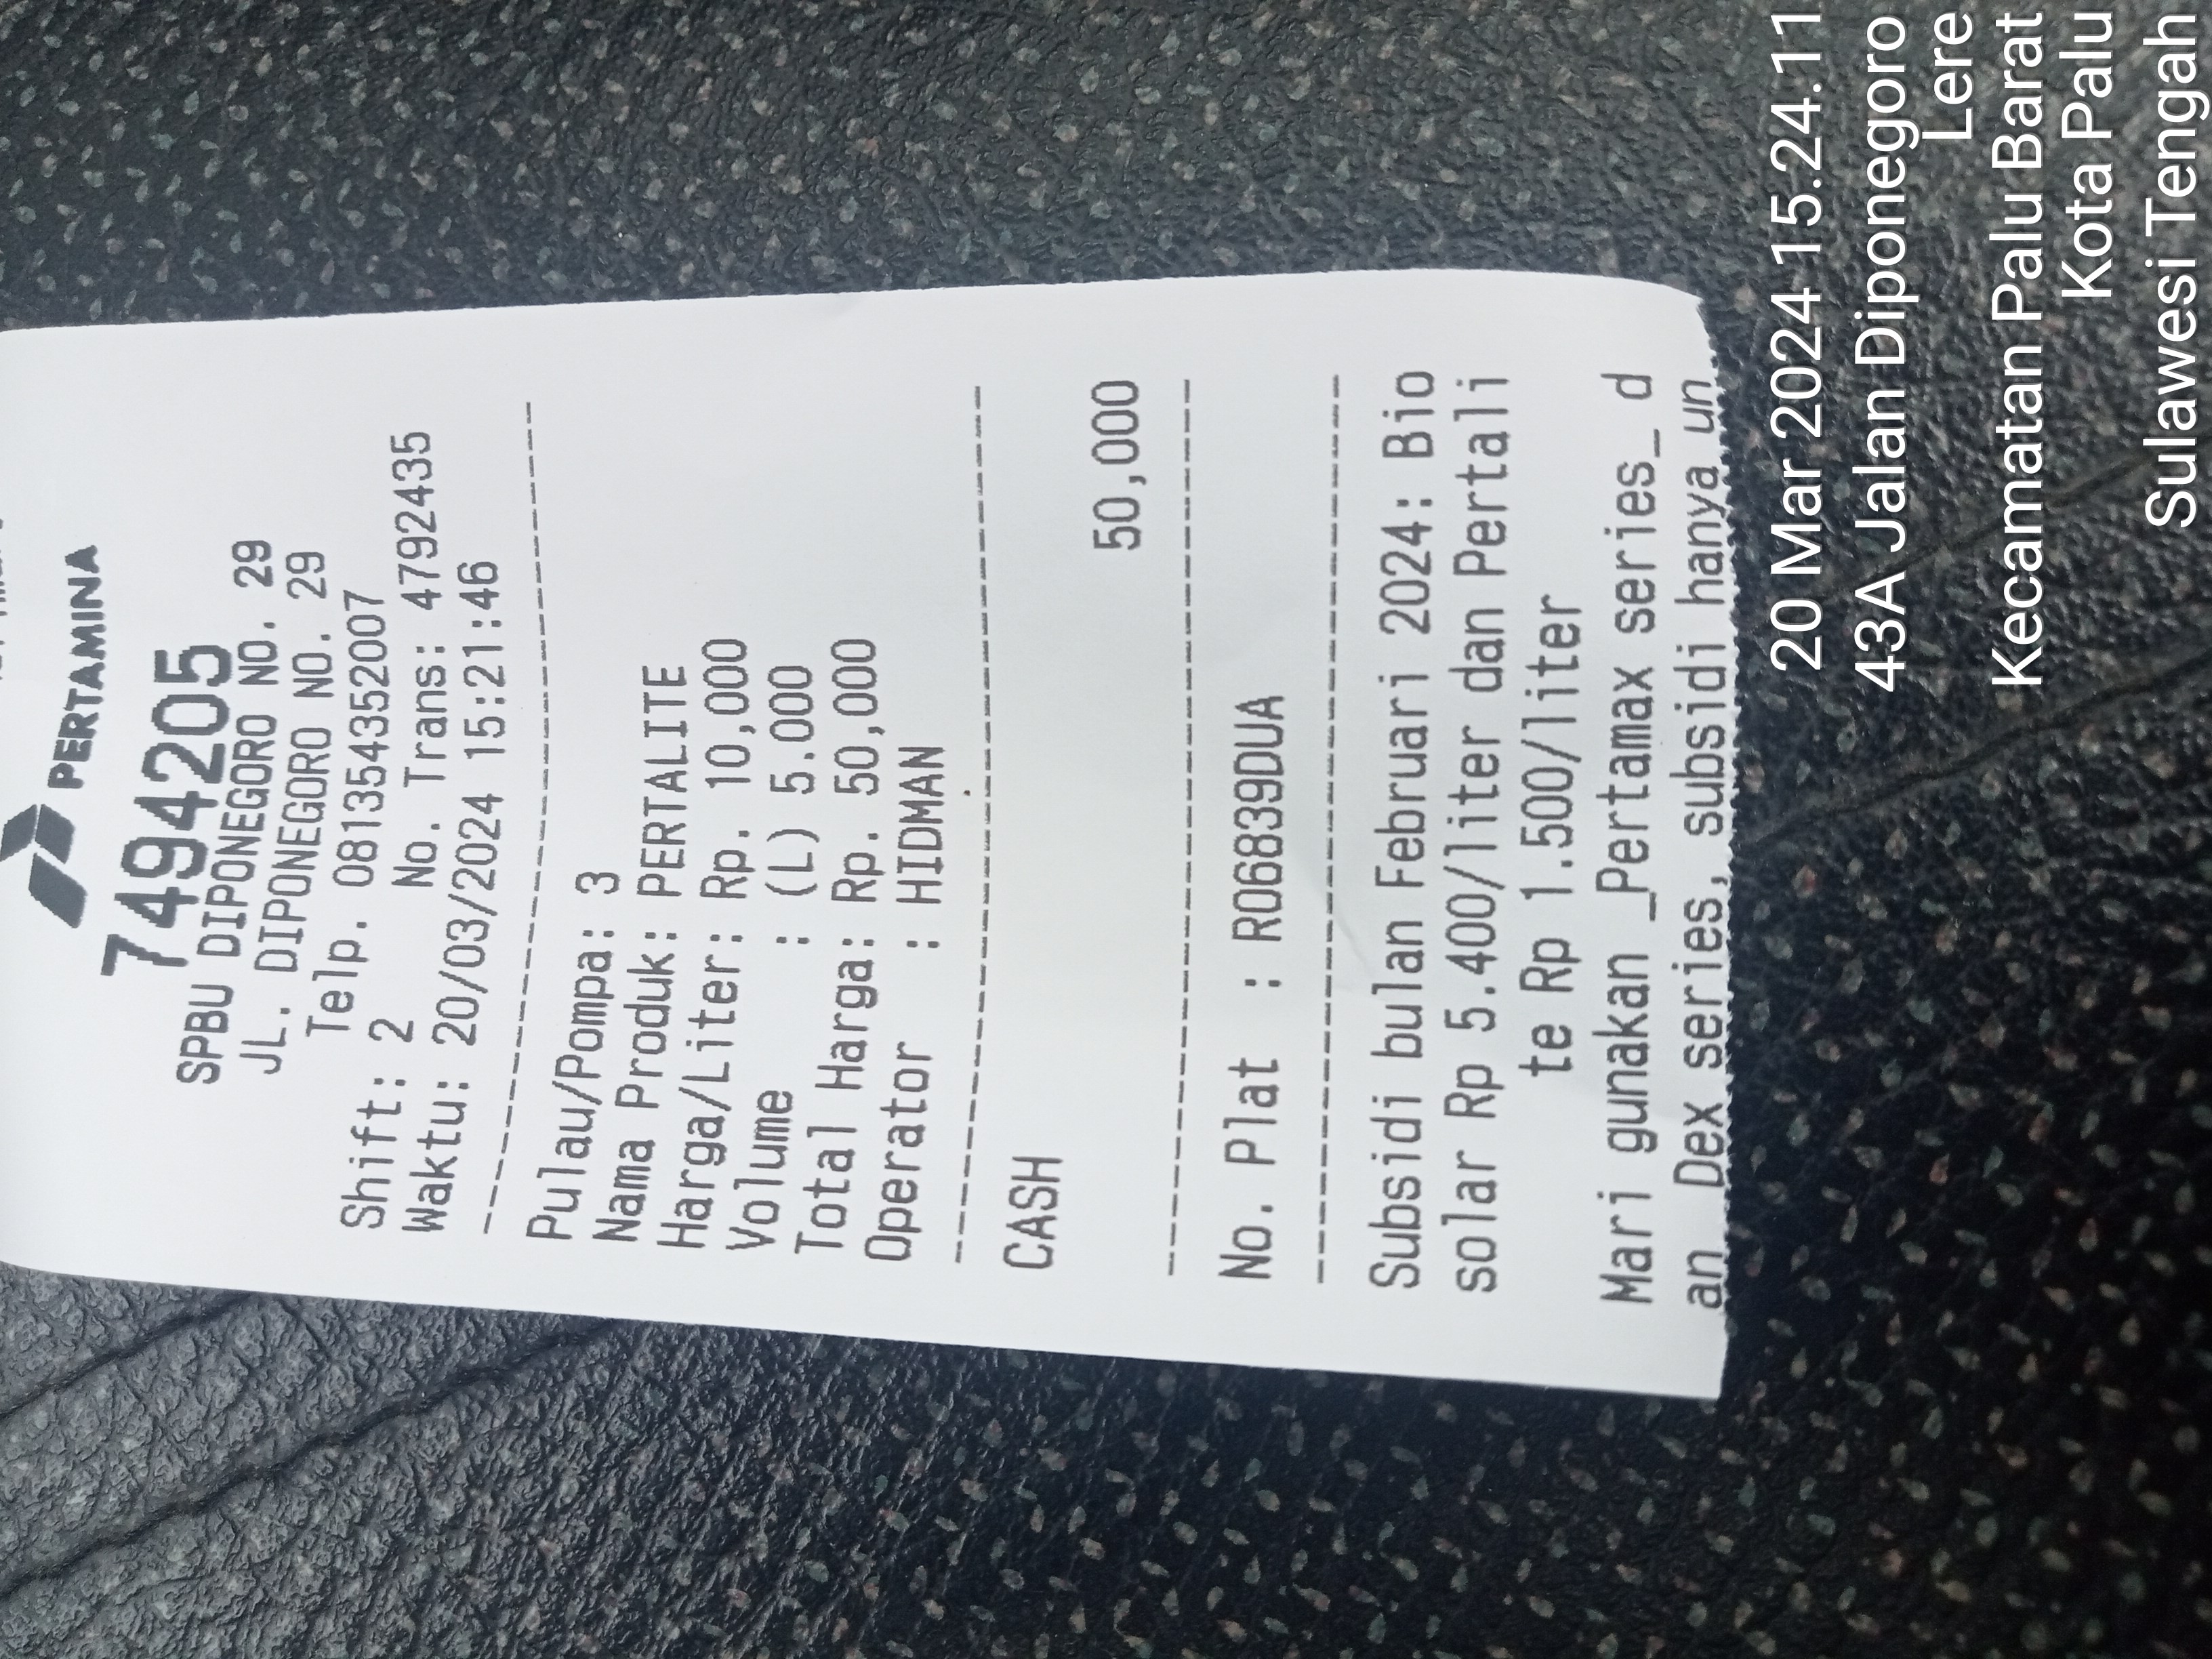 PERTAMINA
7494205
SPBU DIPONEGORO NO. 29
JL. DIPONEGORO NO. 29
Telp. 081354352007
Shift: 2 No. Trans: 4792435
Waktu: 20/03/2024 15:21:46
Pulau/Pompa: 3
Nama Produk: PERTALITE
Harga/Liter: Rp. 10,000
Volume : (L) 5.000
Total Harga: Rp. 50,000
Operator : HIDMAN
CASH
50,000
No. Plat : R06839DUA
Subsidi bulan Februari 2024: Bio
solar Rp 5.400/liter dan Pertali
te Rp 1.500/liter
Mari gunakan _Pertamax series_ d
an Dex series, subsidi hanya un
20 Mar 2024 15.24.11
43A Jalan Diponegoro
Lere
Kecamatan Palu Barat
Kota Palu
Sulawesi Tengah